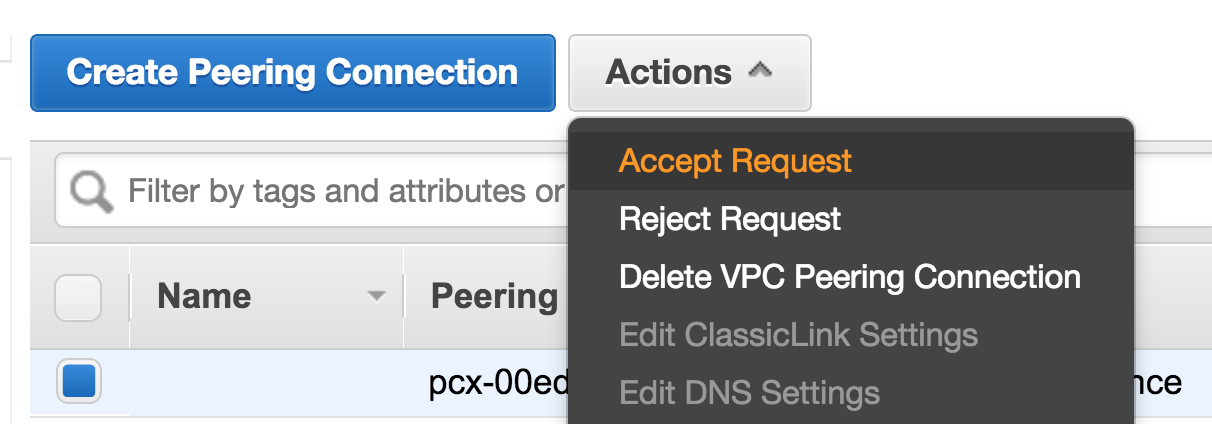 Create Peering Connection
Actions
Accept Request
Filter by tags and attributes or
Reject Request
Delete VPC Peering Connection
Name
Peering
Edit ClassicLink Settings
pcx-00ed
Edit DNS Settings